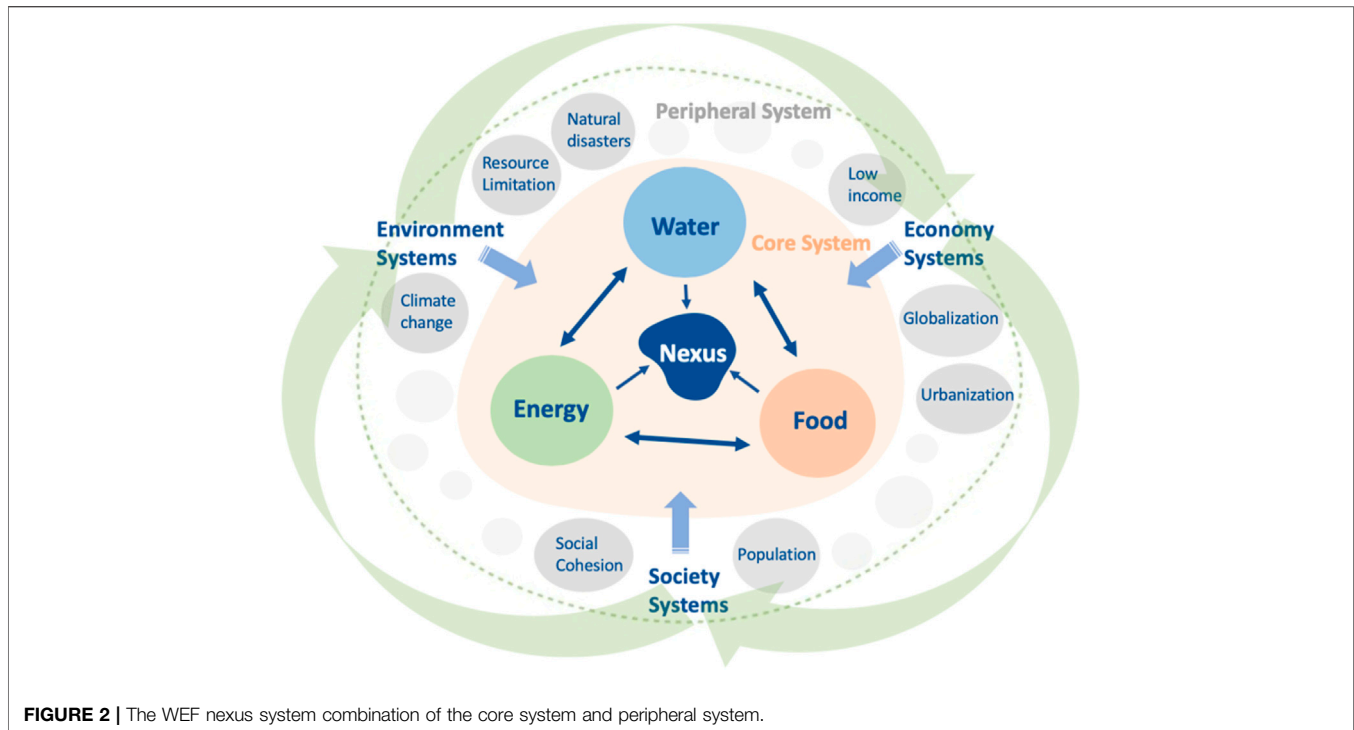 Peripheral System
Natural
disasters
Resource
Limitation
Low
income
Water
Environment
Systems
Core System
Economy
Systems
Climate
change
Globalization
Nexus
Urbanization
Energy
Food
Social
Cohesion
Population
Society
Systems
FIGURE 2 | The WEF nexus system combination of the core system and peripheral system.